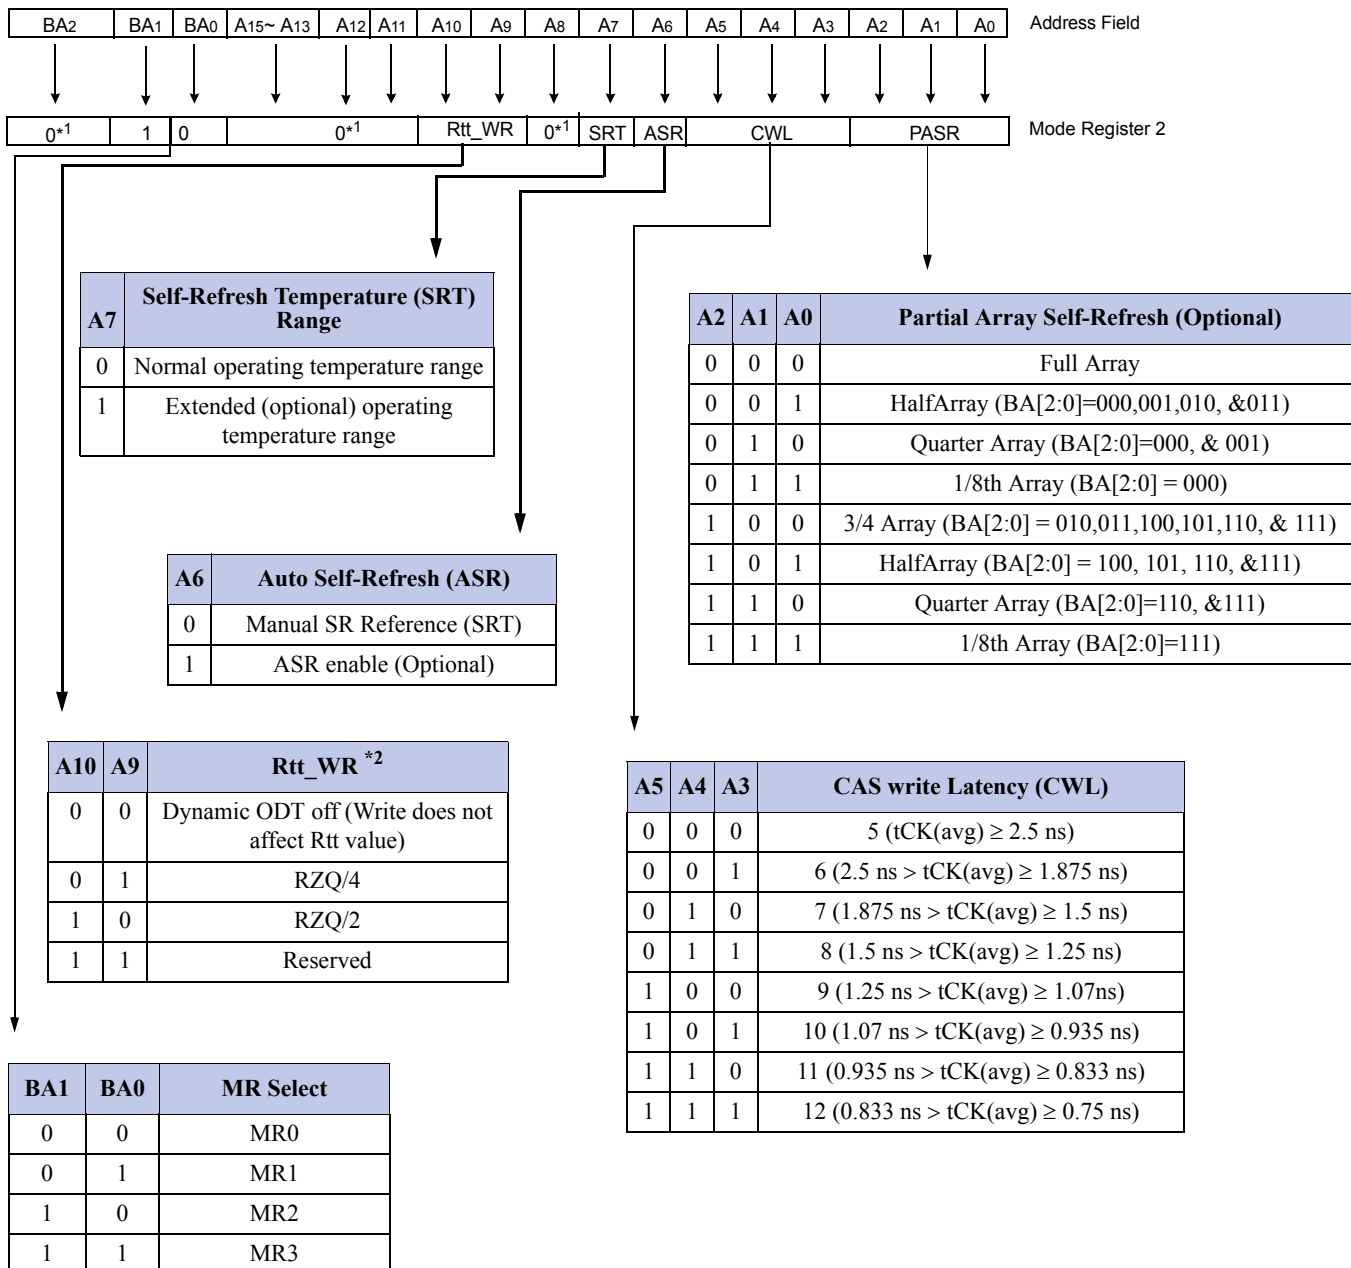 BA2 BA1 BA0 A15~ A13 A12 A11 A10 A9 A8 A7 A6 A5 A4 A3 A2 A1 A0 Address Field
0*1 1 0 0*1 Rtt_WR 0*1 SRT ASR CWL PASR Mode Register 2
A7 Self-Refresh Temperature (SRT)
Range
0 Normal operating temperature range
1 Extended (optional) operating
temperature range
A2 A1 A0 Partial Array Self-Refresh (Optional)
0 0 0 Full Array
0 0 1 HalfArray (BA[2:0]=000,001,010, &011)
0 1 0 Quarter Array (BA[2:0]=000, & 001)
0 1 1 1/8th Array (BA[2:0] = 000)
1 0 0 3/4 Array (BA[2:0] = 010,011,100,101,110, & 111)
1 0 1 HalfArray (BA[2:0] = 100, 101, 110, &111)
1 1 0 Quarter Array (BA[2:0]=110, &111)
1 1 1 1/8th Array (BA[2:0]=111)
A6 Auto Self-Refresh (ASR)
0 Manual SR Reference (SRT)
1 ASR enable (Optional)
A10 A9 Rtt_WR *2
0 0 Dynamic ODT off (Write does not
affect Rtt value)
0 1 RZQ/4
1 0 RZQ/2
1 1 Reserved
A5 A4 A3 CAS write Latency (CWL)
0 0 0 5 (tCK(avg) ≥ 2.5 ns)
0 0 1 6 (2.5 ns > tCK(avg) ≥ 1.875 ns)
0 1 0 7 (1.875 ns > tCK(avg) ≥ 1.5 ns)
0 1 1 8 (1.5 ns > tCK(avg) ≥ 1.25 ns)
1 0 0 9 (1.25 ns > tCK(avg) ≥ 1.07ns)
1 0 1 10 (1.07 ns > tCK(avg) ≥ 0.935 ns)
1 1 0 11 (0.935 ns > tCK(avg) ≥ 0.833 ns)
1 1 1 12 (0.833 ns > tCK(avg) ≥ 0.75 ns)
BA1 BA0 MR Select
0 0 MR0
0 1 MR1
1 0 MR2
1 1 MR3